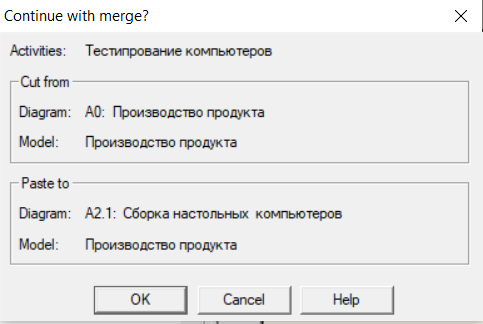 Continue with merge?
Activities: Тестипрование компьютеров
Cut from
Diagram: A0: Производство продукта
Model: Производство продукта
Paste to
Diagram: A2.1: Сборка настольных компьютеров
Model: Производство продукта
OK Cancel Help